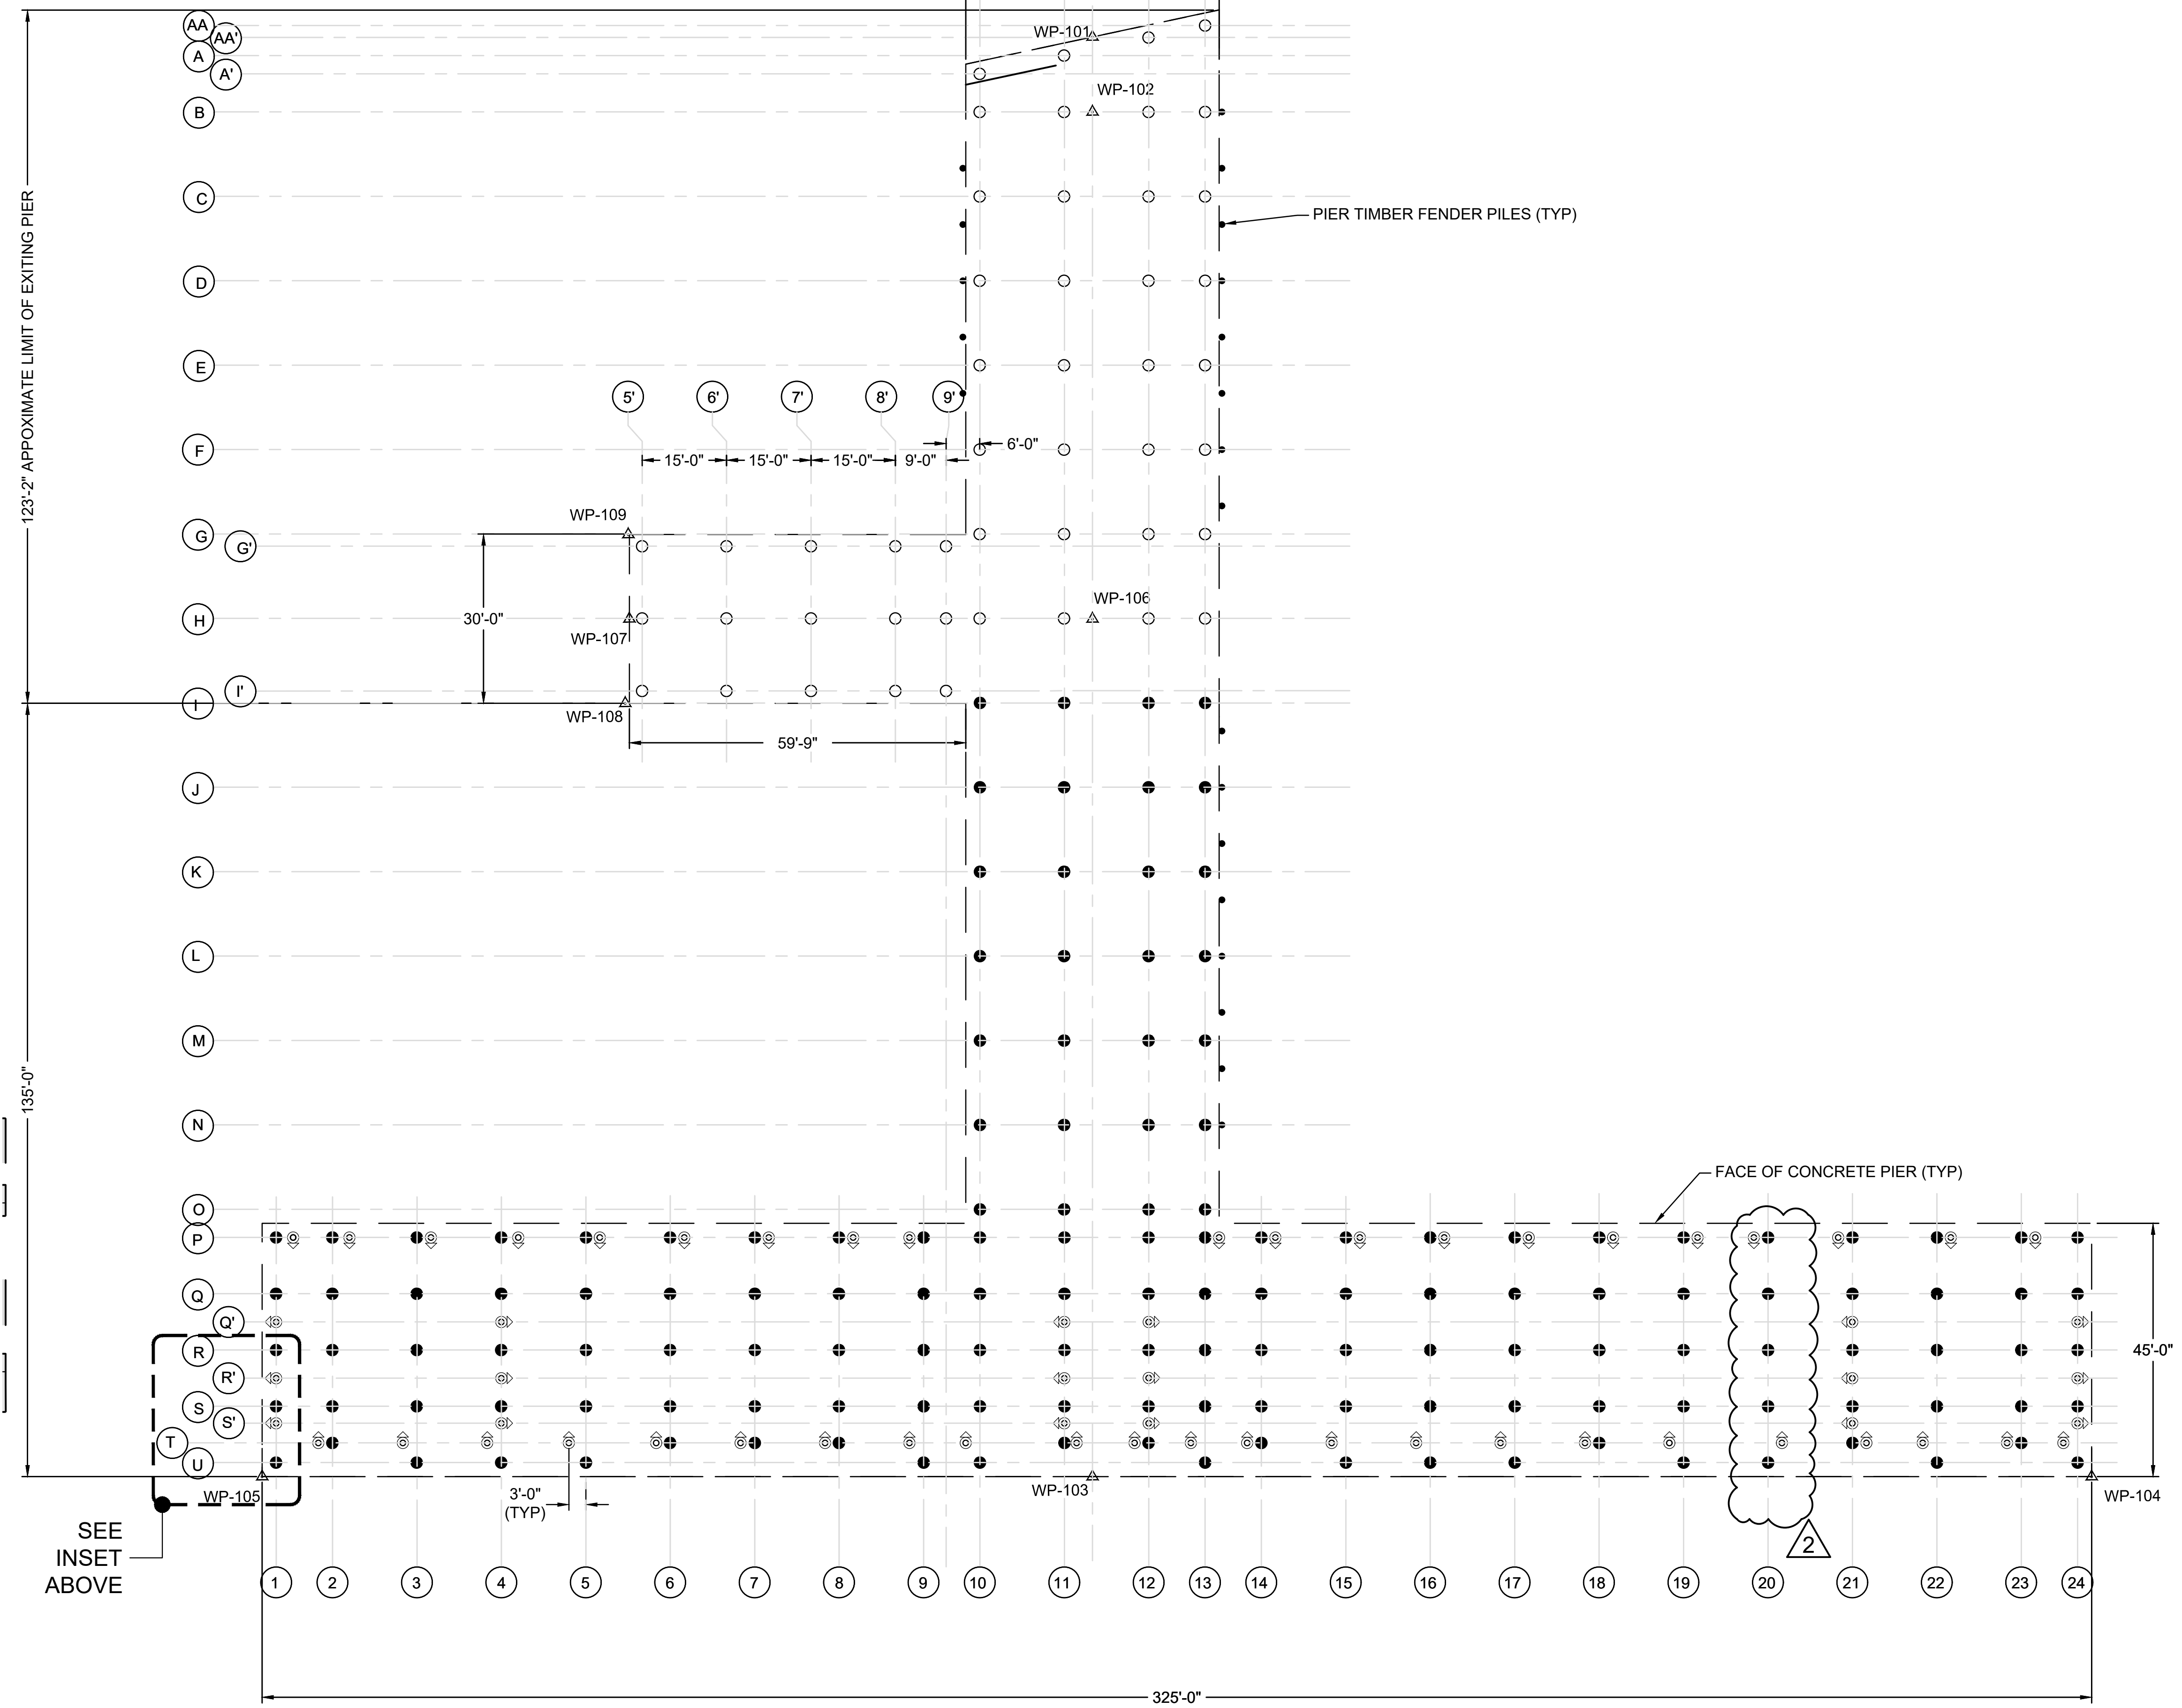 AA
AA'
WP-101
A
A'
WP-102
B
C
PIER TIMBER FENDER PILES (TYP)
D
123'-2" APPOXIMATE LIMIT OF EXITING PIER
E
5'
6'
7'
8'
9'
F
6'-0"
15'-0"
15'-0"
15'-0"
9'-0"
WP-109
G
G'
WP-106
30'-0"
H
WP-107
I'
I
WP-108
59'-9"
J
K
L
M
135'-0"
N
FACE OF CONCRETE PIER (TYP)
O
P
Q
Q'
R
45'-0"
R'
S
S'
T
U
WP-105
3'-0"
(TYP)
WP-103
WP-104
SEE
INSET
ABOVE
2
1
2
3
4
5
6
7
8
9
10
11
12
13
14
15
16
17
18
19
20
21
22
23
24
325'-0"